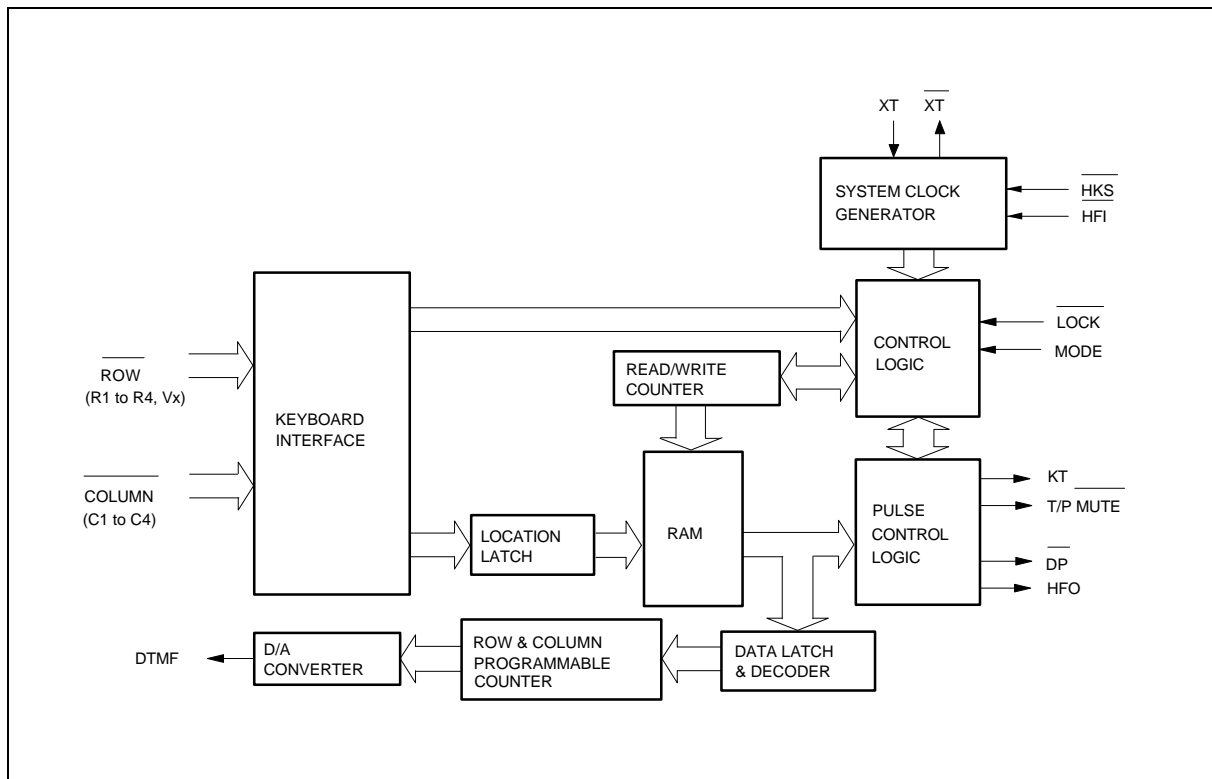 XT XT
SYSTEM CLOCK
GENERATOR
HKS
HFI
LOCK
MODE
CONTROL
LOGIC
READ/WRITE
COUNTER
ROW
(R1 to R4, Vx)
KEYBOARD
INTERFACE
COLUMN
(C1 to C4)
LOCATION
LATCH
RAM
PULSE
CONTROL
LOGIC
KT
T/P MUTE
DP
HFO
DTMF
D/A
CONVERTER
ROW & COLUMN
PROGRAMMABLE
COUNTER
DATA LATCH
& DECODER